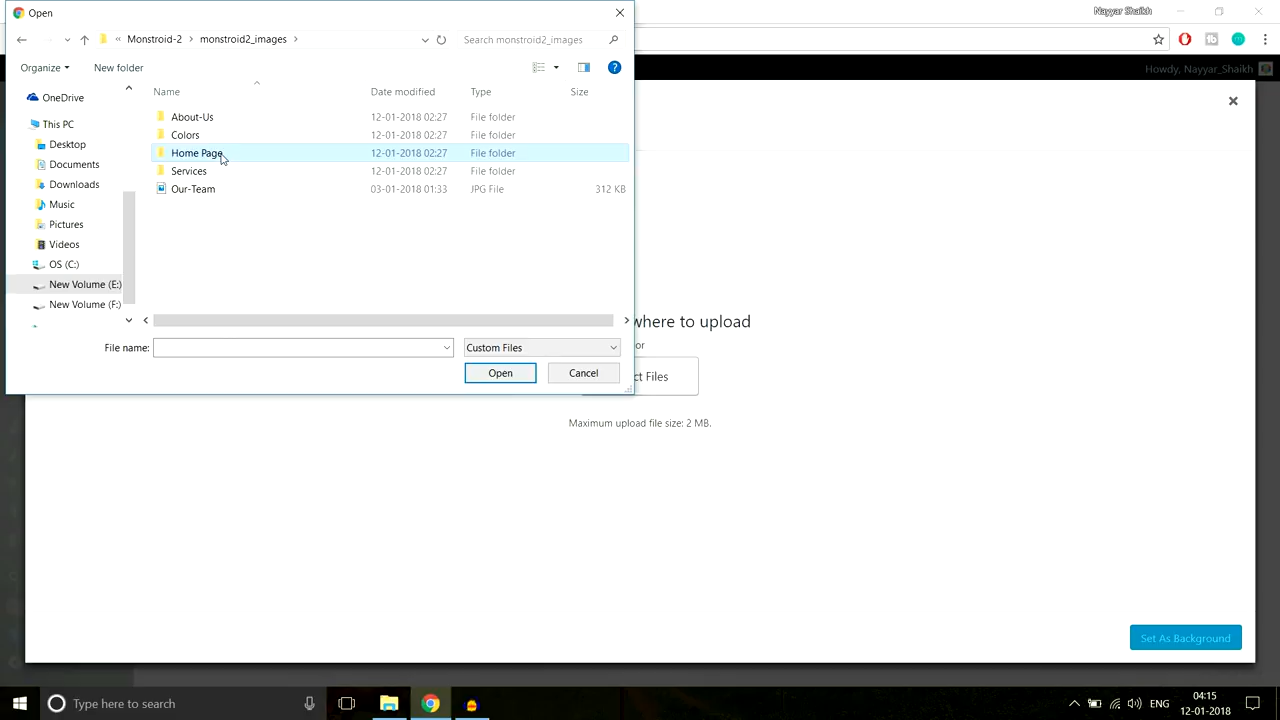 Open
Nayyar Shaikh
« Monstroid-2 > monstroid2_images >
Search monstroid2_images
Organize
New folder
Howdy, Nayyar_Shaikh
Name
Date modified
Type
Size
OneDrive
This PC
Desktop
Documents
Downloads
Music
Pictures
Videos
OS (C:)
New Volume (E:)
New Volume (F:)
About-Us 12-01-2018 02:27 File folder
Colors 12-01-2018 02:27 File folder
Home Page 12-01-2018 02:27 File folder
Services 12-01-2018 02:27 File folder
Our-Team 03-01-2018 01:33 JPG File 312 KB
where to upload
or
ct Files
File name:
Custom Files
Open
Cancel
Maximum upload file size: 2 MB.
Set As Background
Type here to search
ENG
04:15
12-01-2018